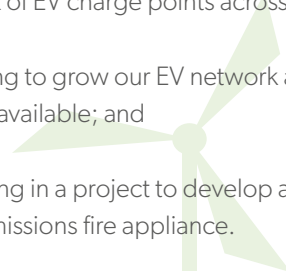 of EV charge points across
ng to grow our EV network a
available; and
ng in a project to develop a
missions fire appliance.